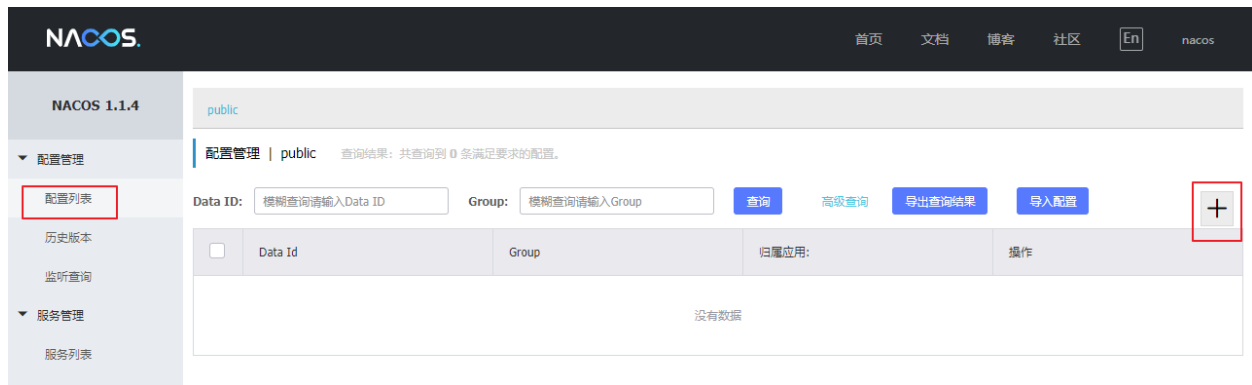 NACOS. 首页 文档 博客 社区 En nacos
NACOS 1.1.4
public
配置管理
配置管理 | public 查询结果：共查询到 0 条满足要求的配置。
配置列表
Data ID: 模糊查询请输入Data ID Group: 模糊查询请输入Group 查询 高级查询 导出查询结果 导入配置 +
历史版本
Data Id Group 归属应用: 操作
监听查询
服务管理
没有数据
服务列表